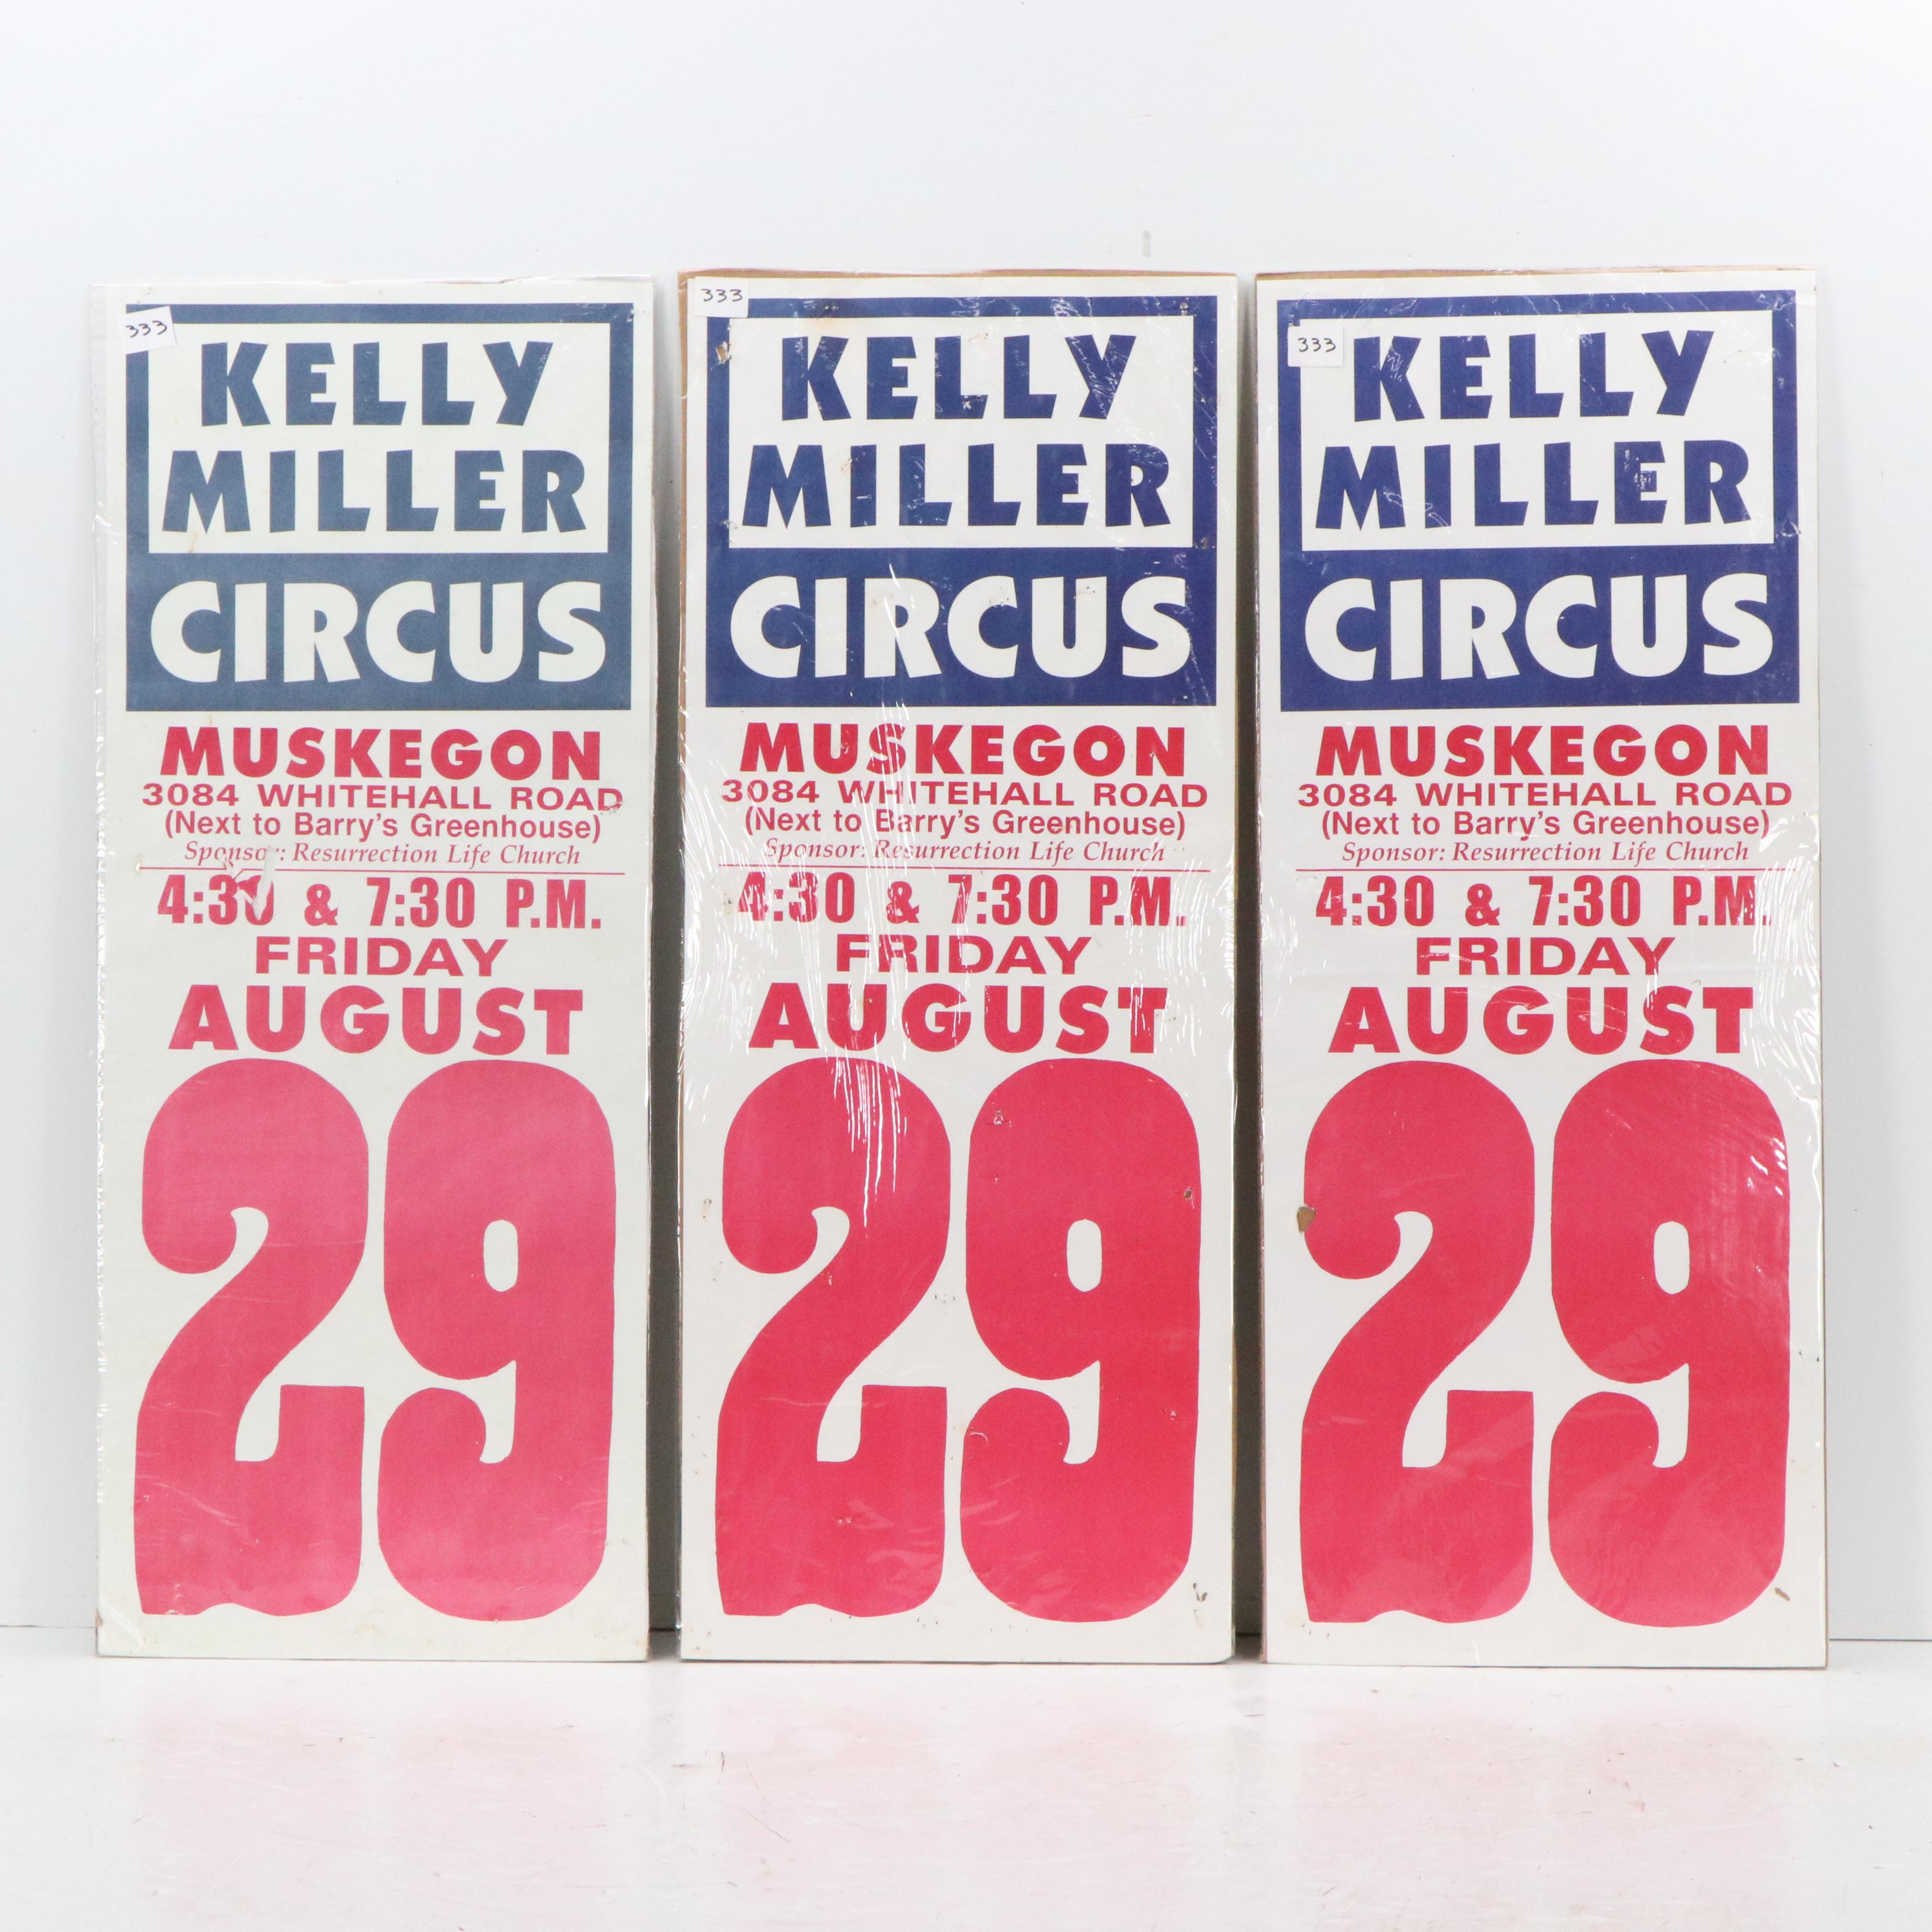 333
KELLY
MILLER
CIRCUS
MUSKEGON
3084 WHITEHALL ROAD
(Next to Barry's Greenhouse)
Sponsor: Resurrection Life Church
4:30 & 7:30 P.M.
FRIDAY
AUGUST
29
333
KELLY
MILLER
CIRCUS
MUSKEGON
3084 WHITEHALL ROAD
(Next to Barry's Greenhouse)
Sponsor: Resurrection Life Church
4:30 & 7:30 P.M.
FRIDAY
AUGUST
29
333
KELLY
MILLER
CIRCUS
MUSKEGON
3084 WHITEHALL ROAD
(Next to Barry's Greenhouse)
Sponsor: Resurrection Life Church
4:30 & 7:30 P.M.
FRIDAY
AUGUST
29